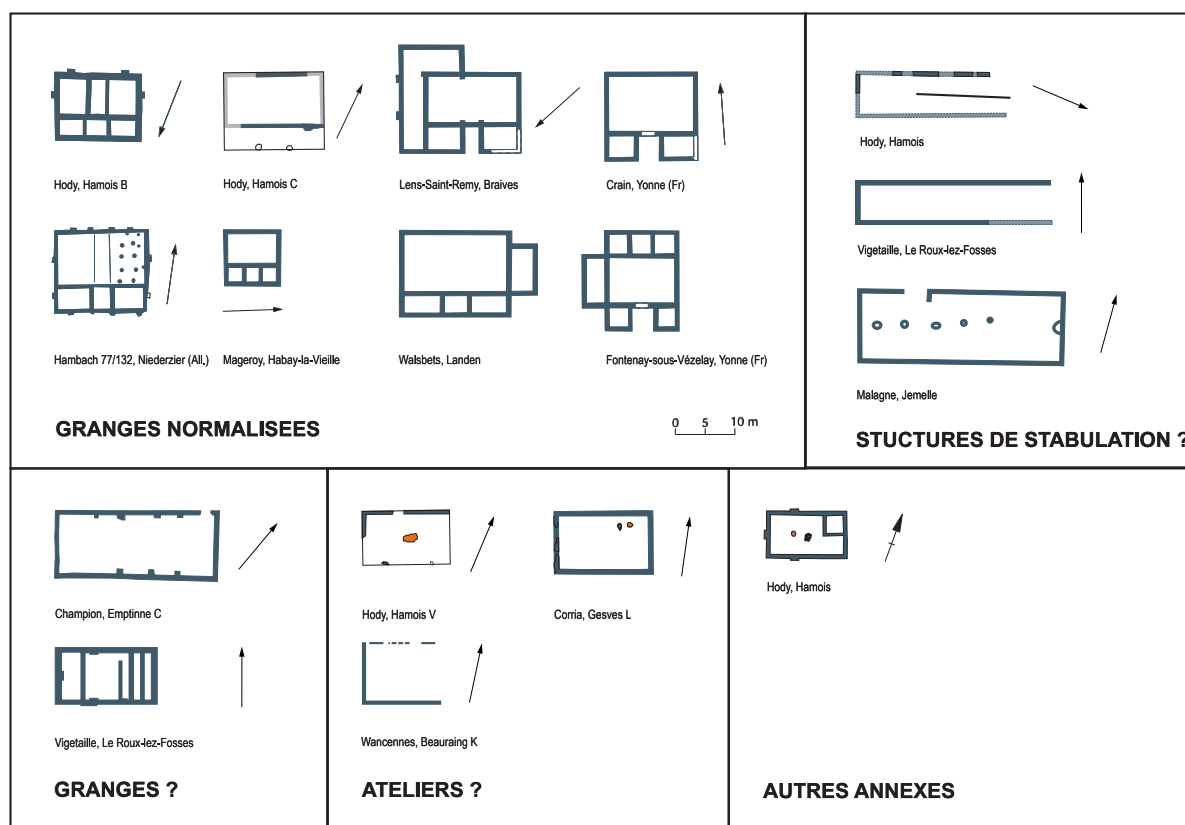 Hody, Hamois B
Hody, Hamois C
Lens-Saint-Remy, Braives
Crain, Yonne (Fr)
Hambach 77/132, Niederzier (All.)
Mageroy, Habay-la-Vieille
Walsbets, Landen
Fontenay-sous-Vézelay, Yonne (Fr)
GRANGES NORMALISEES
0 5 10 m
Hody, Hamois
Vigetaille, Le Roux-lez-Fosses
Malagne, Jemelle
STUCTURES DE STABULATION ?
Champion, Emptinne C
Vigetaille, Le Roux-lez-Fosses
GRANGES ?
Hody, Hamois V
Corria, Gesves L
Wancennes, Beauraing K
ATELIERS ?
Hody, Hamois
AUTRES ANNEXES